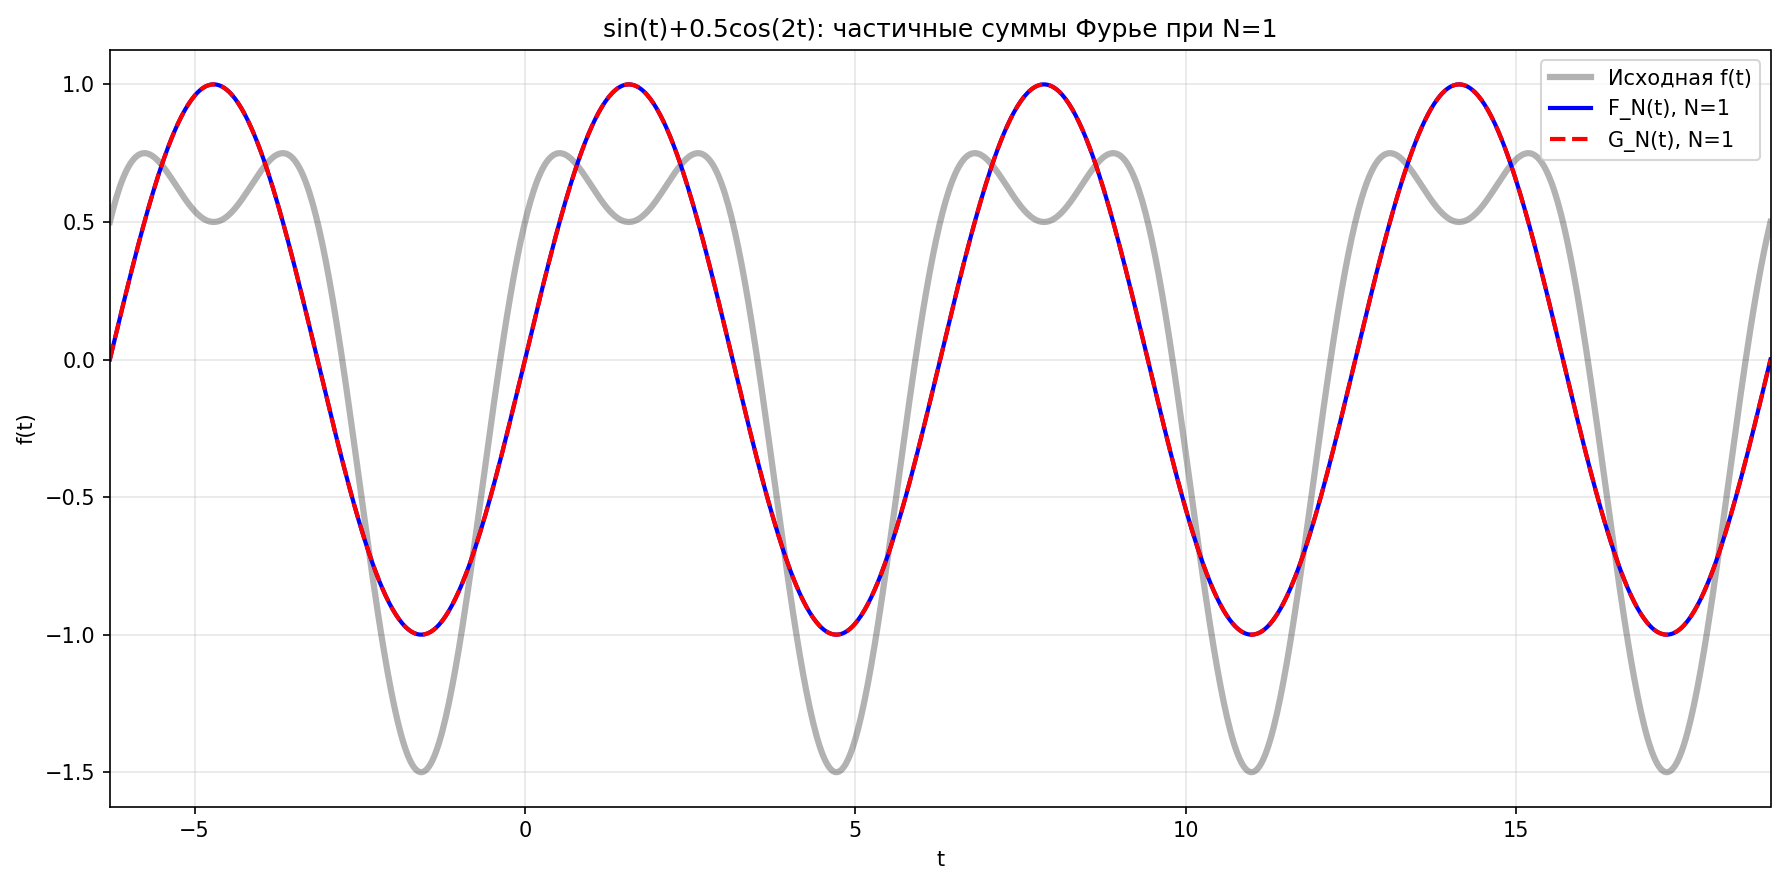 sin(t)+0.5cos(2t): частичные суммы Фурье при N=1
Исходная f(t)
F_N(t), N=1
G_N(t), N=1
f(t)
1.0
0.5
0.0
−0.5
−1.0
−1.5
−5
0
5
10
15
t